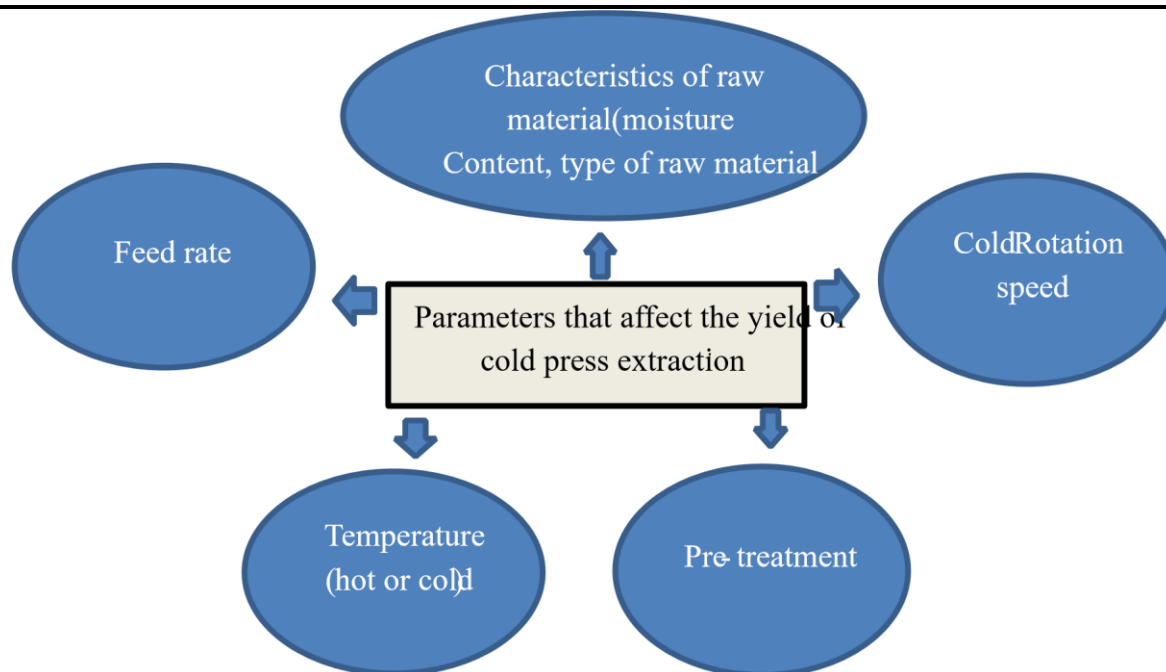 Characteristics of raw
material(moisture
Content, type of raw material
Feed rate
ColdRotation
speed
Parameters that affect the yield of
cold press extraction
Temperature
(hot or cold)
Pre- treatment